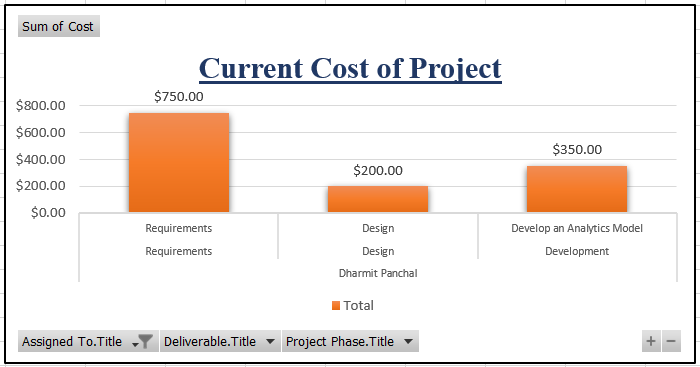 Sum of Cost
Current Cost of Project
$800.00
$600.00
$400.00
$200.00
$0.00
$750.00
$200.00
$350.00
Requirements Design Develop an Analytics Model
Requirements Design Development
Dharmit Panchal
Total
Assigned To.Title Deliverable.Title Project Phase.Title + −